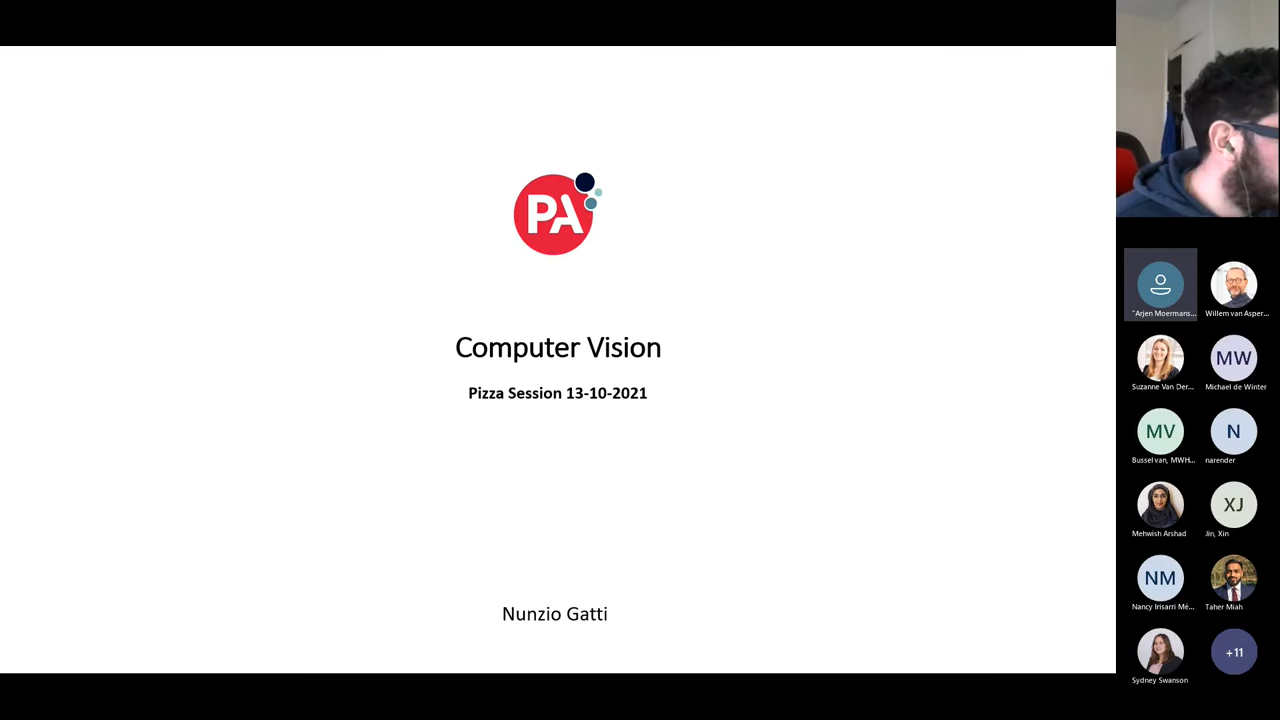 PA
Computer Vision
Pizza Session 13-10-2021
Nunzio Gatti
"Arjen Moermans...
Willem van Asper...
Suzanne Van Der...
MW
Michael de Winter
MV
Bussel van, MWH...
N
narender
Mehwish Arshad
XJ
Jin, Xin
NM
Nancy Irisarri Mé...
Taher Miah
Sydney Swanson
+11